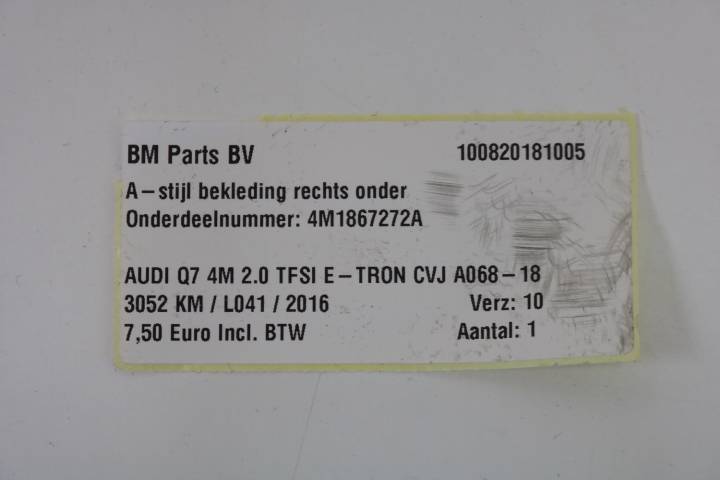 BM Parts BV 100820181005
A-stijl bekleding rechts onder
Onderdeelnummer: 4M1867272A
AUDI Q7 4M 2.0 TFSI E-TRON CVJ A068-18
3052 KM / L041 / 2016 Verz: 10
7,50 Euro Incl. BTW Aantal: 1